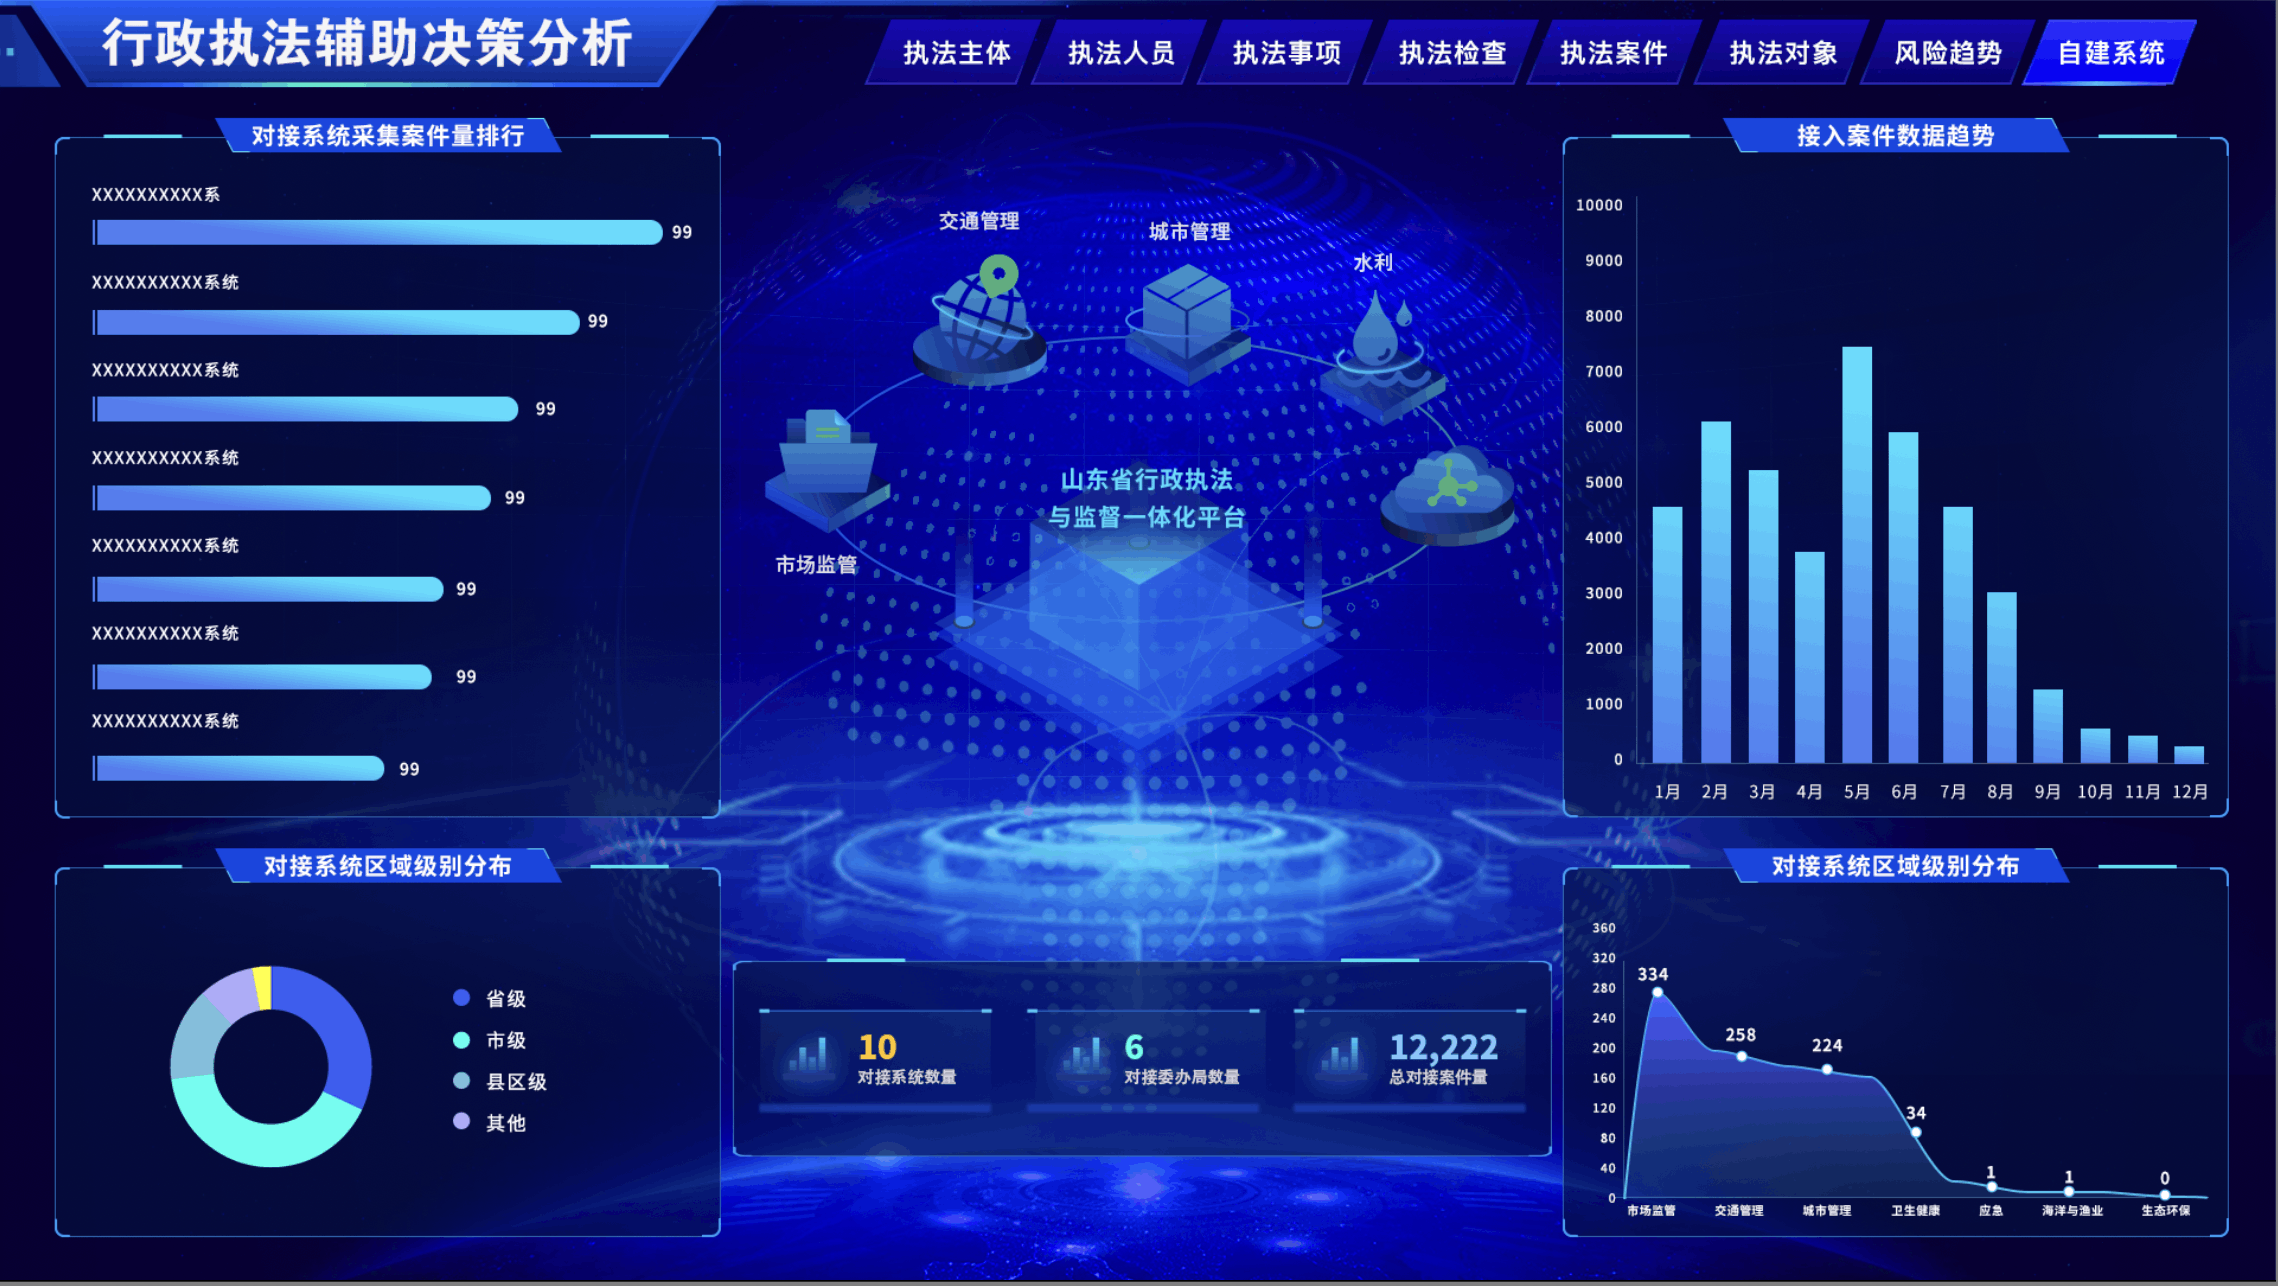 行政执法辅助决策分析
执法主体
执法人员
执法事项
执法检查
执法案件
执法对象
风险趋势
自建系统
对接系统采集案件量排行
XXXXXXXXXX系
99
XXXXXXXXXX系统
99
XXXXXXXXXX系统
99
XXXXXXXXXX系统
99
XXXXXXXXXX系统
99
XXXXXXXXXX系统
99
XXXXXXXXXX系统
99
对接系统区域级别分布
省级
市级
县区级
其他
交通管理
城市管理
水利
市场监管
山东省行政执法
与监督一体化平台
10
对接系统数量
6
对接委办局数量
12,222
总对接案件量
接入案件数据趋势
10000
9000
8000
7000
6000
5000
4000
3000
2000
1000
0
1月 2月 3月 4月 5月 6月 7月 8月 9月 10月 11月 12月
对接系统区域级别分布
360
320
280
240
200
160
120
80
40
0
334
258
224
34
1
1
0
市场监管 交通管理 城市管理 卫生健康 应急 海洋与渔业 生态环保